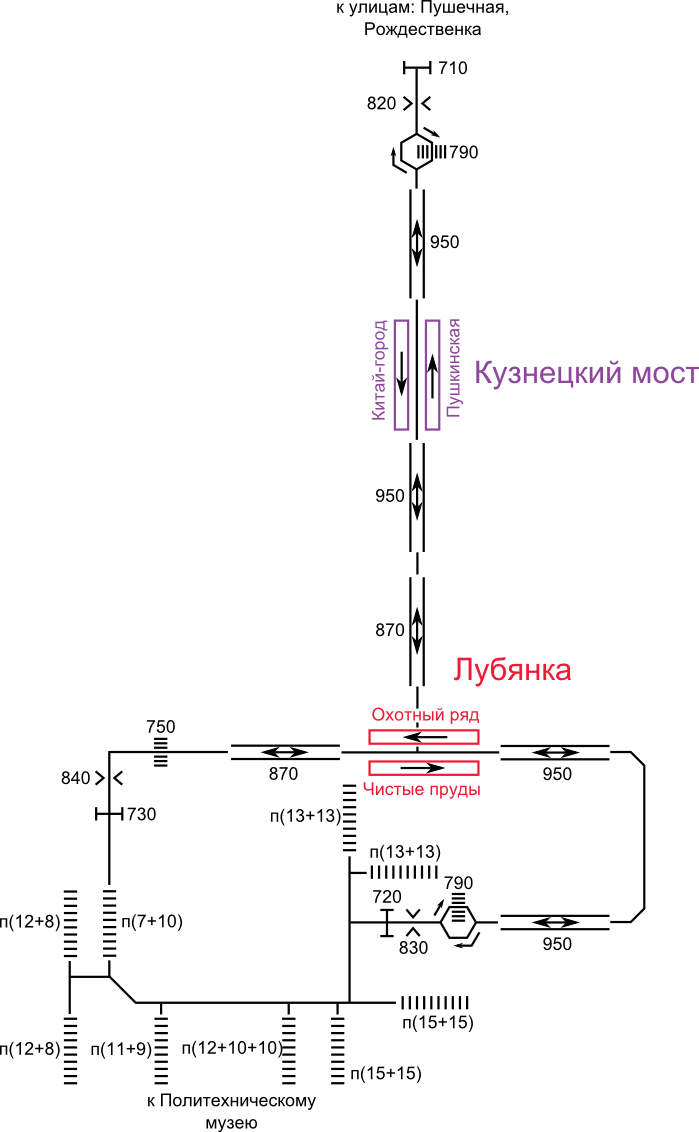 к улицам: Пушечная,
Рождественка
710
820
790
950
Китай-город
Пушкинская
Кузнецкий мост
950
870
Лубянка
Охотный ряд
750
870
950
840
Чистые пруды
730
п(13+13)
п(13+13)
790
720
п(12+8)
п(7+10)
830
950
п(15+15)
п(12+8)
п(11+9)
п(12+10+10)
п(15+15)
к Политехническому
музею